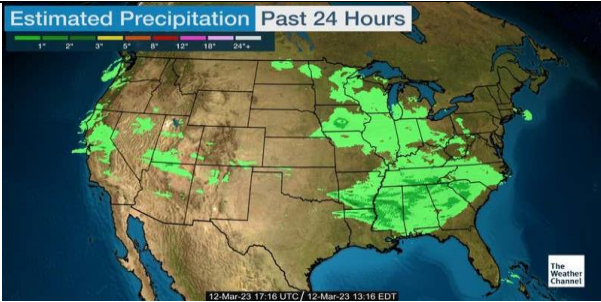 Estimated Precipitation Past 24 Hours
1" 2" 3" 5" 8" 12" 18" 24"+
The
Weather
Channel
12-Mar-23 17:16 UTC / 12-Mar-23 13:16 EDT